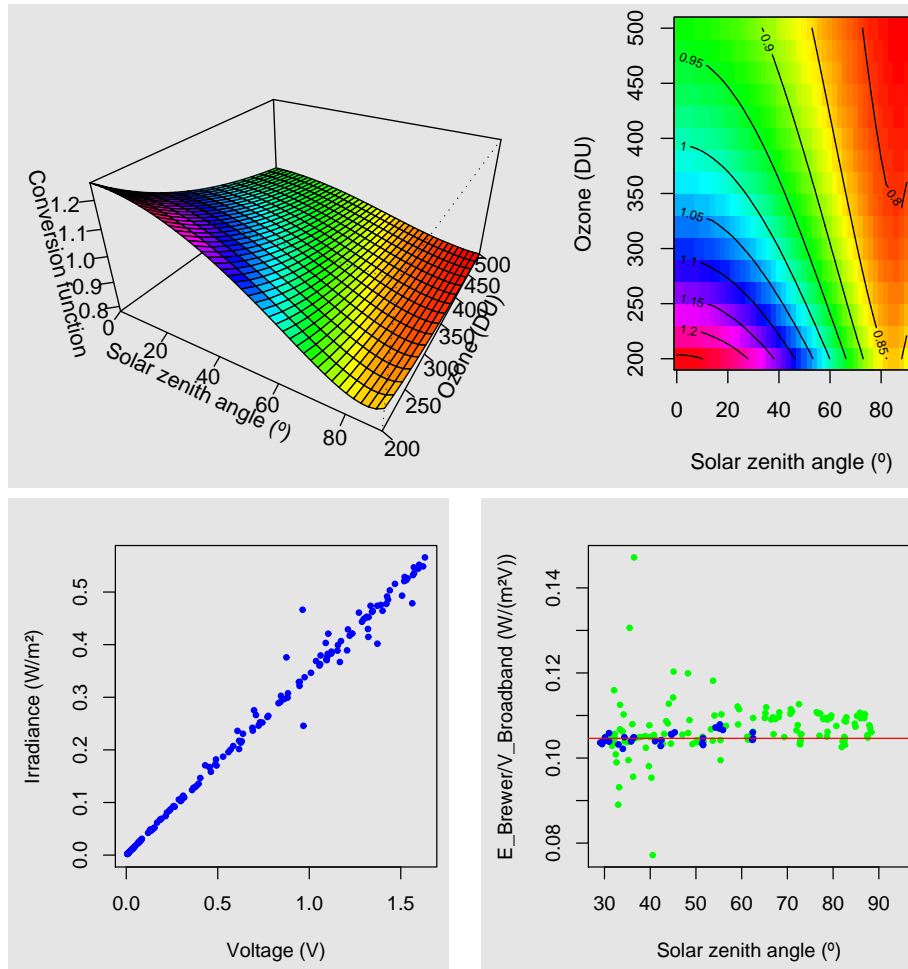 Conversion function
0.8 0.9 1.0 1.1 1.2
0 20 40 60 80
Solar zenith angle (º)
200 250 300 350 400 450 500
Ozone (DU)
Ozone (DU)
200 250 300 350 400 450 500
0.95
0.9
1
0.8
1.05
1.1
1.15
1.2
0.85
0 20 40 60 80
Solar zenith angle (º)
Irradiance (W/m²)
0.0 0.1 0.2 0.3 0.4 0.5
0.0 0.5 1.0 1.5
Voltage (V)
E_Brewer/V_Broadband (W/(m²V))
0.08 0.10 0.12 0.14
30 40 50 60 70 80 90
Solar zenith angle (º)